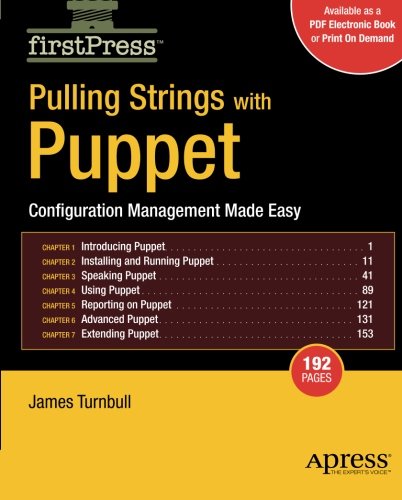 firstPress™
Available as a
PDF Electronic Book
or Print On Demand
Pulling Strings with
Puppet
Configuration Management Made Easy
CHAPTER 1 Introducing Puppet 1
CHAPTER 2 Installing and Running Puppet 11
CHAPTER 3 Speaking Puppet 41
CHAPTER 4 Using Puppet 89
CHAPTER 5 Reporting on Puppet 121
CHAPTER 6 Advanced Puppet 131
CHAPTER 7 Extending Puppet 153
192
PAGES
James Turnbull
Apress®
THE EXPERT'S VOICE™